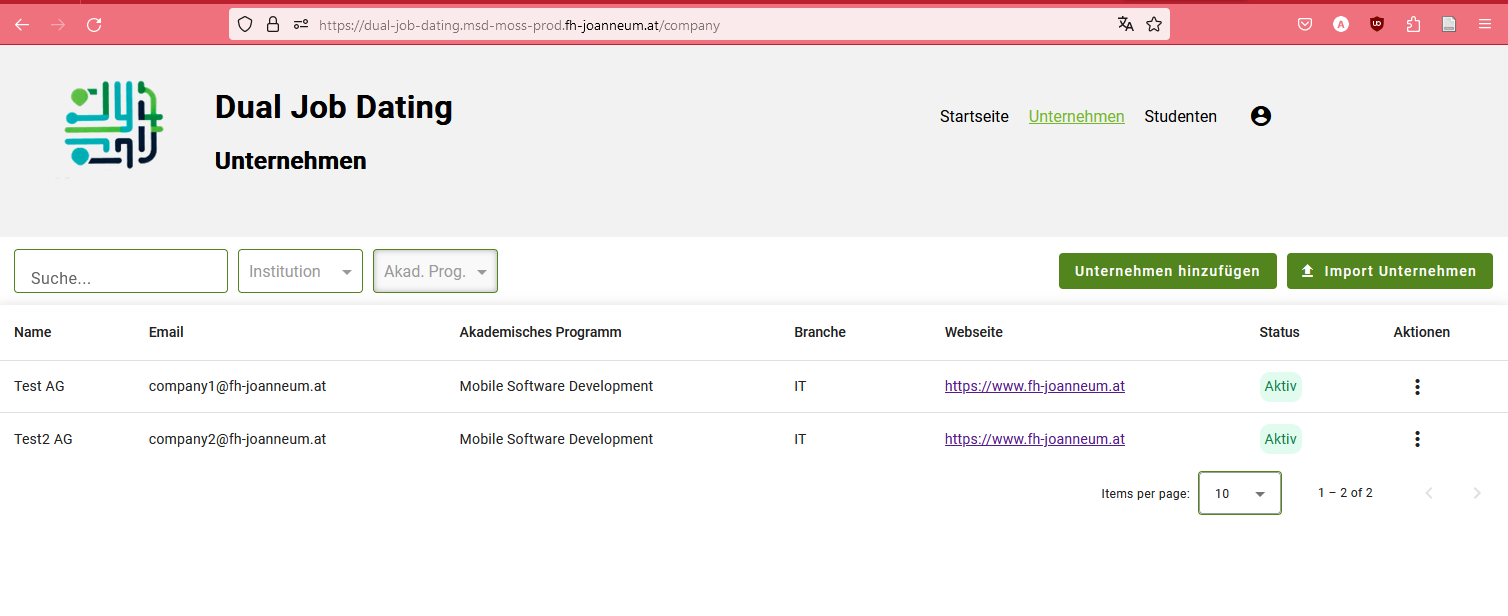 https://dual-job-dating.msd-moss-prod.fh-joanneum.at/company
A
Dual Job Dating
Unternehmen
Startseite Unternehmen Studenten
Suche... Institution Akad. Prog. Unternehmen hinzufügen Import Unternehmen
Name Email Akademisches Programm Branche Webseite Status Aktionen
Test AG company1@fh-joanneum.at Mobile Software Development IT https://www.fh-joanneum.at Aktiv
Test2 AG company2@fh-joanneum.at Mobile Software Development IT https://www.fh-joanneum.at Aktiv
Items per page: 10 1 – 2 of 2